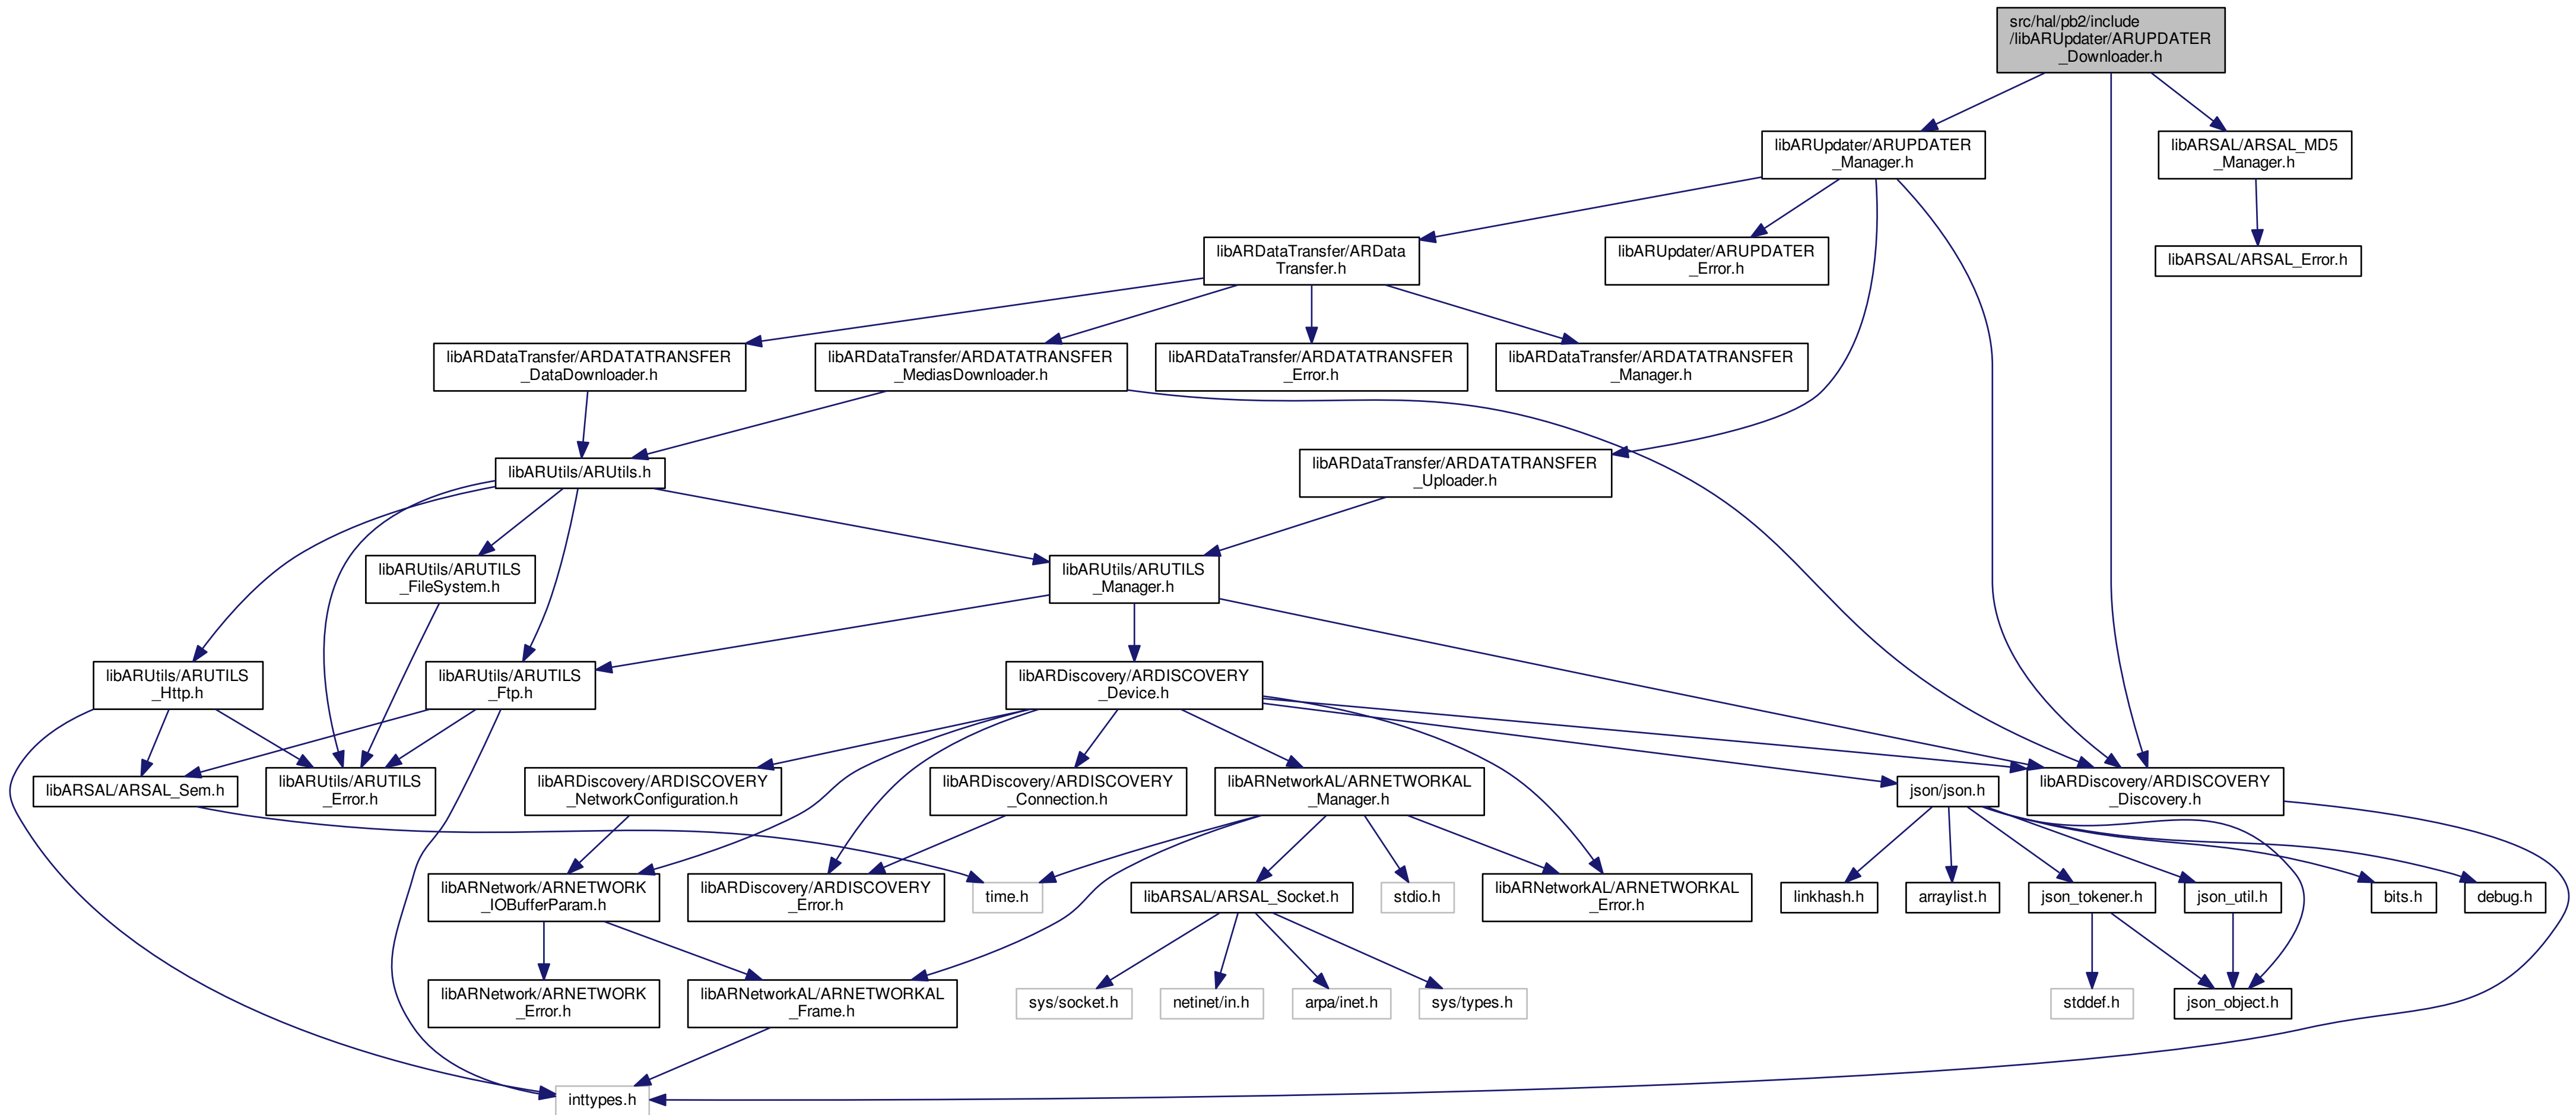 src/hal/pb2/include
/libARUpdater/ARUPDATER
_Downloader.h
libARUpdater/ARUPDATER
_Manager.h
libARSAL/ARSAL_MD5
_Manager.h
libARDataTransfer/ARData
Transfer.h
libARUpdater/ARUPDATER
_Error.h
libARSAL/ARSAL_Error.h
libARDataTransfer/ARDATATRANSFER
_DataDownloader.h
libARDataTransfer/ARDATATRANSFER
_MediasDownloader.h
libARDataTransfer/ARDATATRANSFER
_Error.h
libARDataTransfer/ARDATATRANSFER
_Manager.h
libARUtils/ARUtils.h
libARDataTransfer/ARDATATRANSFER
_Uploader.h
libARUtils/ARUTILS
_FileSystem.h
libARUtils/ARUTILS
_Manager.h
libARUtils/ARUTILS
_Http.h
libARUtils/ARUTILS
_Ftp.h
libARDiscovery/ARDISCOVERY
_Device.h
libARSAL/ARSAL_Sem.h
libARUtils/ARUTILS
_Error.h
libARDiscovery/ARDISCOVERY
_NetworkConfiguration.h
libARDiscovery/ARDISCOVERY
_Connection.h
libARNetworkAL/ARNETWORKAL
_Manager.h
json/json.h
libARDiscovery/ARDISCOVERY
_Discovery.h
libARNetwork/ARNETWORK
_IOBufferParam.h
libARDiscovery/ARDISCOVERY
_Error.h
time.h
libARSAL/ARSAL_Socket.h
stdio.h
libARNetworkAL/ARNETWORKAL
_Error.h
linkhash.h
arraylist.h
json_tokener.h
json_util.h
bits.h
debug.h
libARNetwork/ARNETWORK
_Error.h
libARNetworkAL/ARNETWORKAL
_Frame.h
sys/socket.h
netinet/in.h
arpa/inet.h
sys/types.h
stddef.h
json_object.h
inttypes.h